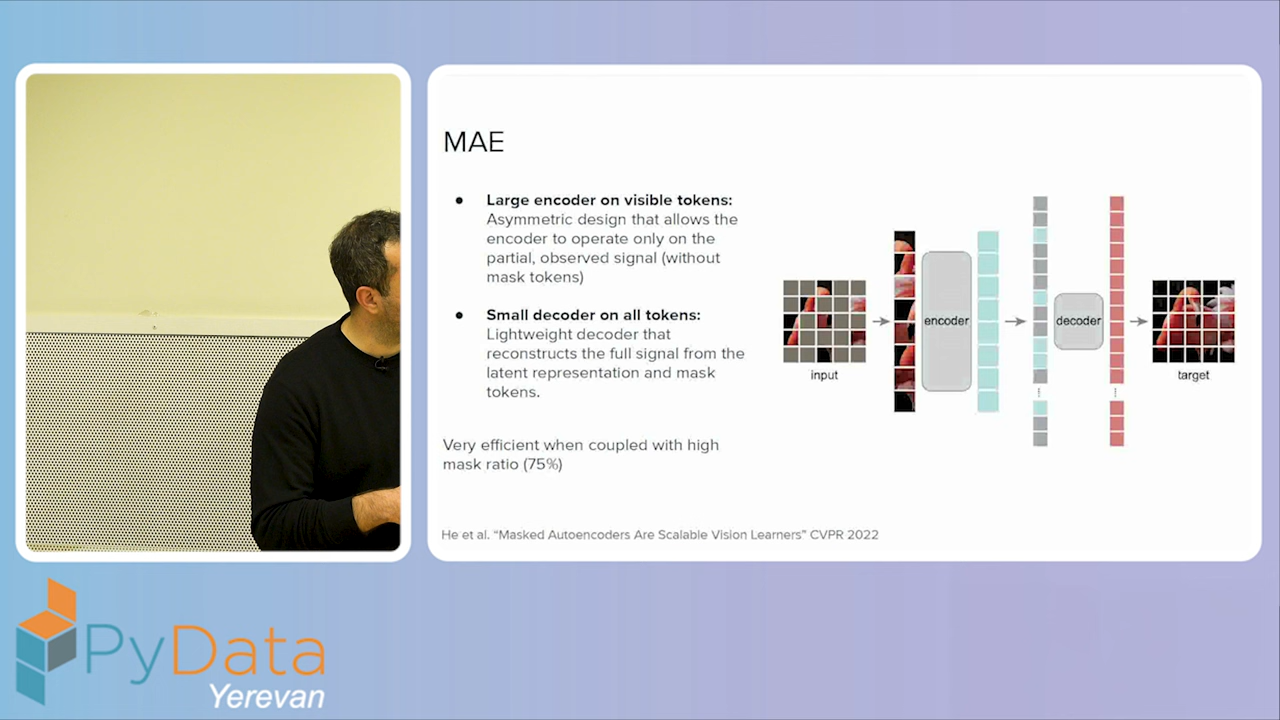 MAE
● Large encoder on visible tokens:
Asymmetric design that allows the
encoder to operate only on the
partial, observed signal (without
mask tokens)
● Small decoder on all tokens:
Lightweight decoder that
reconstructs the full signal from the
latent representation and mask
tokens.
Very efficient when coupled with high
mask ratio (75%)
input
encoder
decoder
target
He et al. “Masked Autoencoders Are Scalable Vision Learners” CVPR 2022
PyData
Yerevan